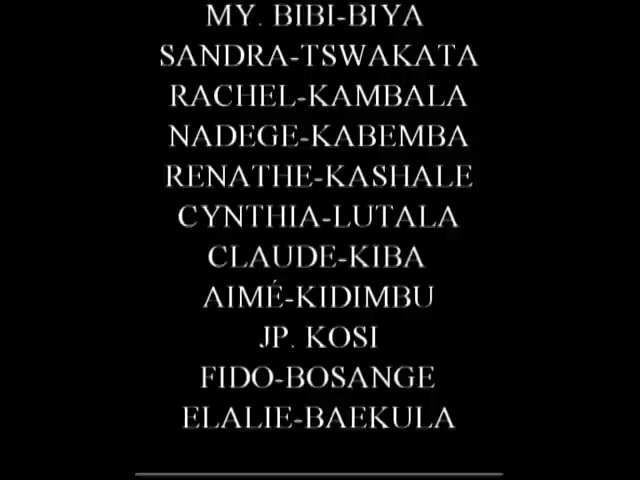 MY. BIBI-BIYA
SANDRA-TSWAKATA
RACHEL-KAMBALA
NADEGE-KABEMBA
RENATHE-KASHALE
CYNTHIA-LUTALA
CLAUDE-KIBA
AIMÉ-KIDIMBU
JP. KOSI
FIDO-BOSANGE
ELALIE-BAEKULA